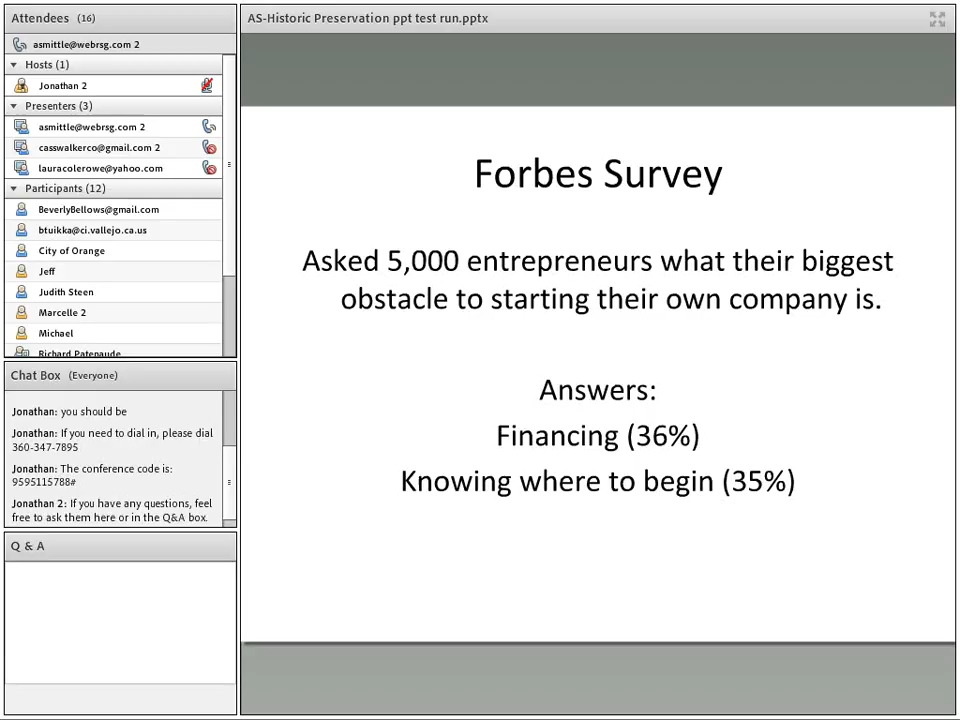 Attendees (16)
asmittle@webrsg.com 2
Hosts (1)
Jonathan 2
Presenters (3)
asmittle@webrsg.com 2
casswalkerco@gmail.com 2
lauracolerowe@yahoo.com
Participants (12)
BeverlyBellows@gmail.com
btuikka@ci.vallejo.ca.us
City of Orange
Jeff
Judith Steen
Marcelle 2
Michael
Richard Patenaude
Chat Box (Everyone)
Jonathan: you should be
Jonathan: If you need to dial in, please dial
360-347-7895
Jonathan: The conference code is:
9595115788#
Jonathan 2: If you have any questions, feel
free to ask them here or in the Q&A box.
Q & A
AS-Historic Preservation ppt test run.pptx
Forbes Survey
Asked 5,000 entrepreneurs what their biggest
obstacle to starting their own company is.
Answers:
Financing (36%)
Knowing where to begin (35%)